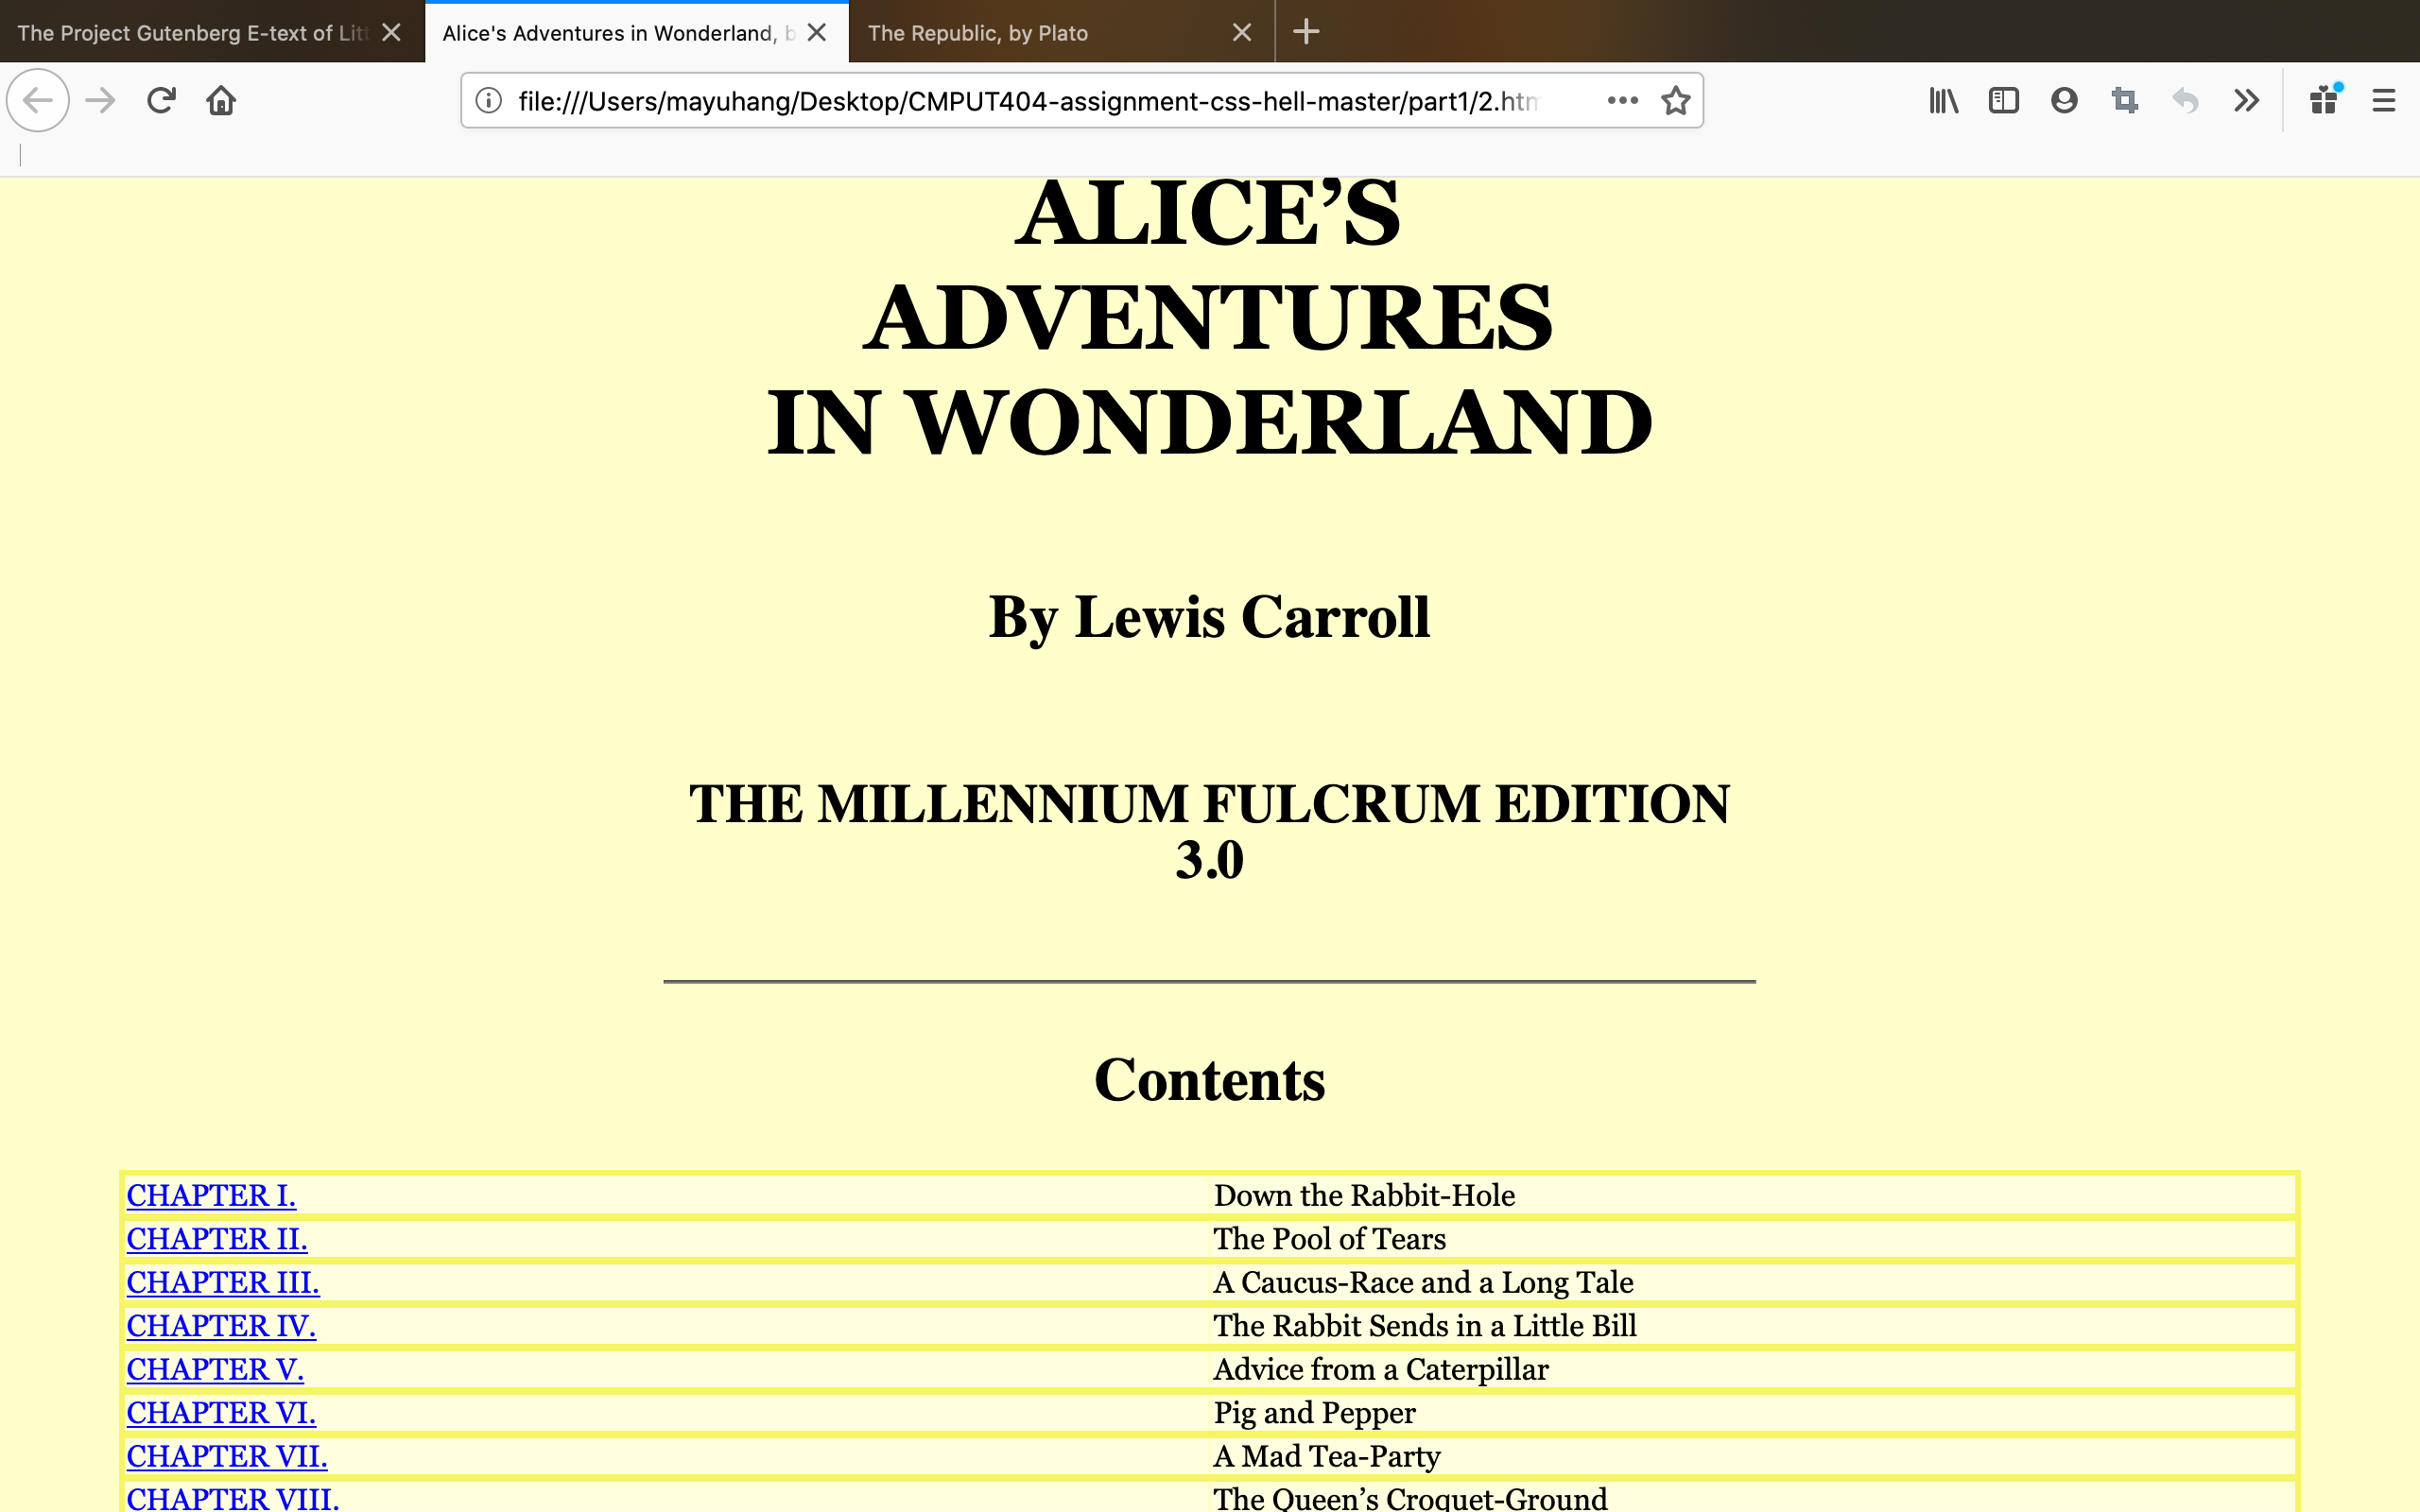 The Project Gutenberg E-text of Litt
Alice's Adventures in Wonderland, b
The Republic, by Plato
file:///Users/mayuhang/Desktop/CMPUT404-assignment-css-hell-master/part1/2.htm
ALICE’S
ADVENTURES
IN WONDERLAND
By Lewis Carroll
THE MILLENNIUM FULCRUM EDITION
3.0
Contents
CHAPTER I. Down the Rabbit-Hole
CHAPTER II. The Pool of Tears
CHAPTER III. A Caucus-Race and a Long Tale
CHAPTER IV. The Rabbit Sends in a Little Bill
CHAPTER V. Advice from a Caterpillar
CHAPTER VI. Pig and Pepper
CHAPTER VII. A Mad Tea-Party
CHAPTER VIII. The Queen’s Croquet-Ground